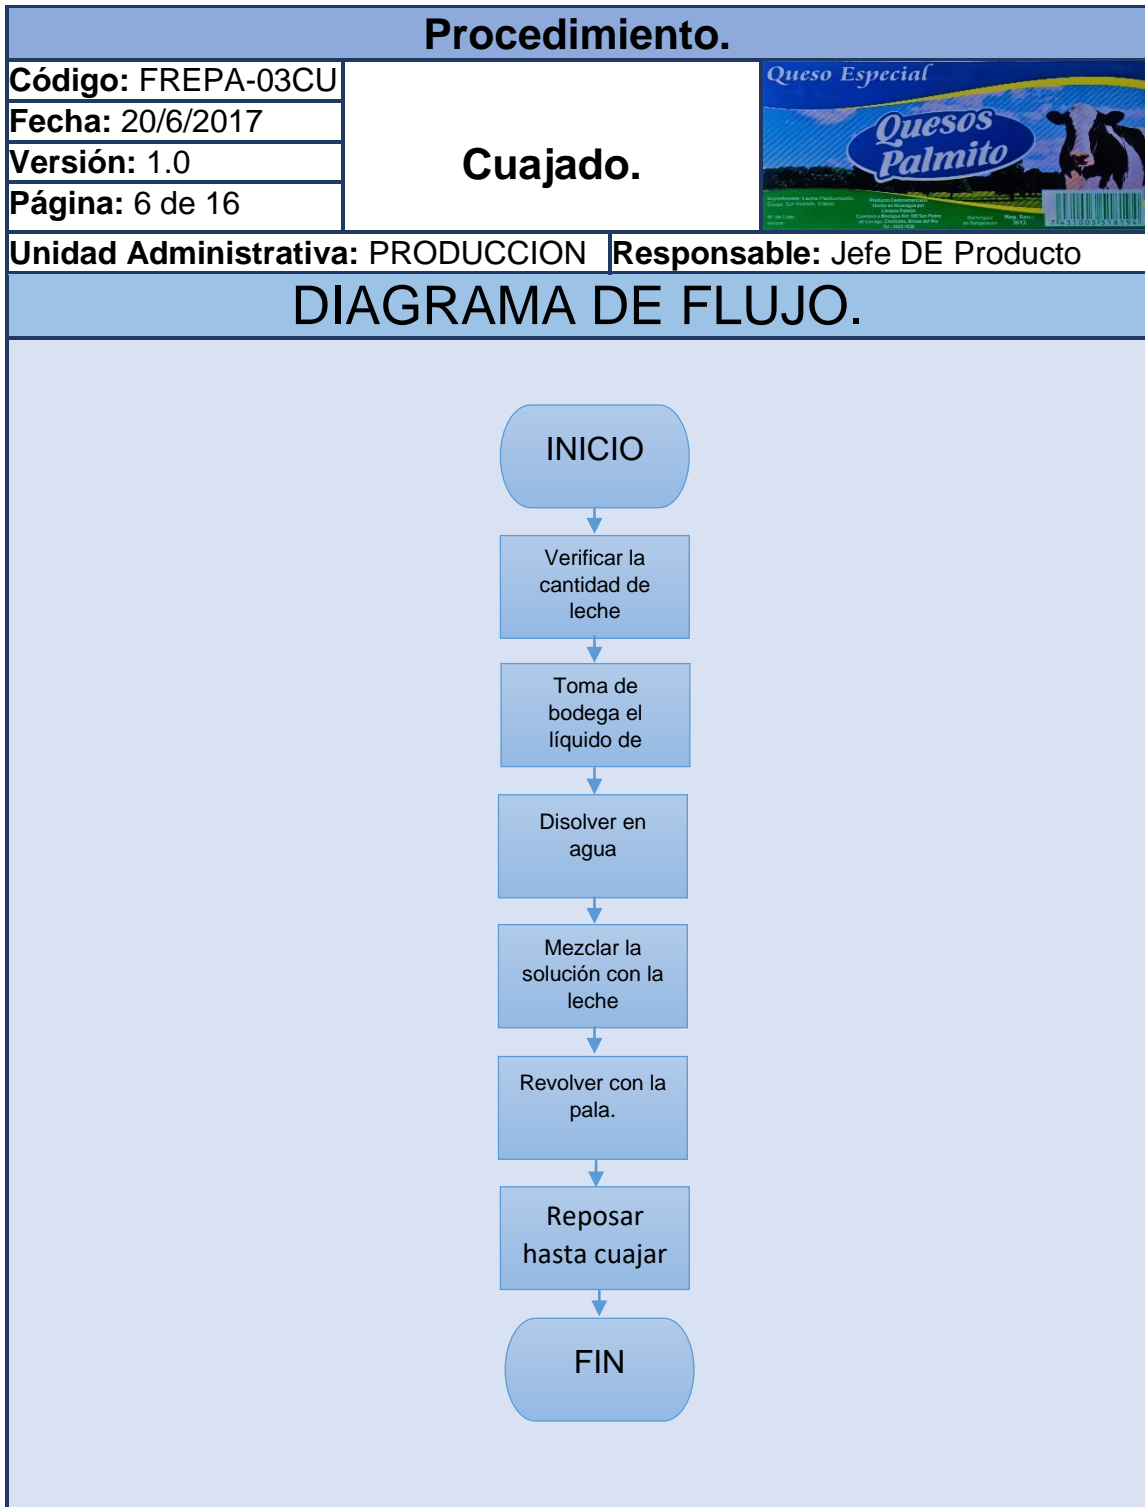 Procedimiento.
Código: FREPA-03CU
Fecha: 20/6/2017
Versión: 1.0
Página: 6 de 16
Cuajado.
Queso Especial
Quesos
Palmito
Unidad Administrativa: PRODUCCION
Responsable: Jefe DE Producto
DIAGRAMA DE FLUJO.
INICIO
Verificar la
cantidad de
leche
Toma de
bodega el
líquido de
Disolver en
agua
Mezclar la
solución con la
leche
Revolver con la
pala.
Reposar
hasta cuajar
FIN